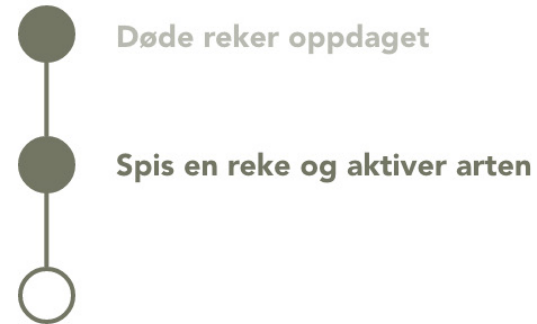 Døde reker oppdaget
Spis en reke og aktiver arten